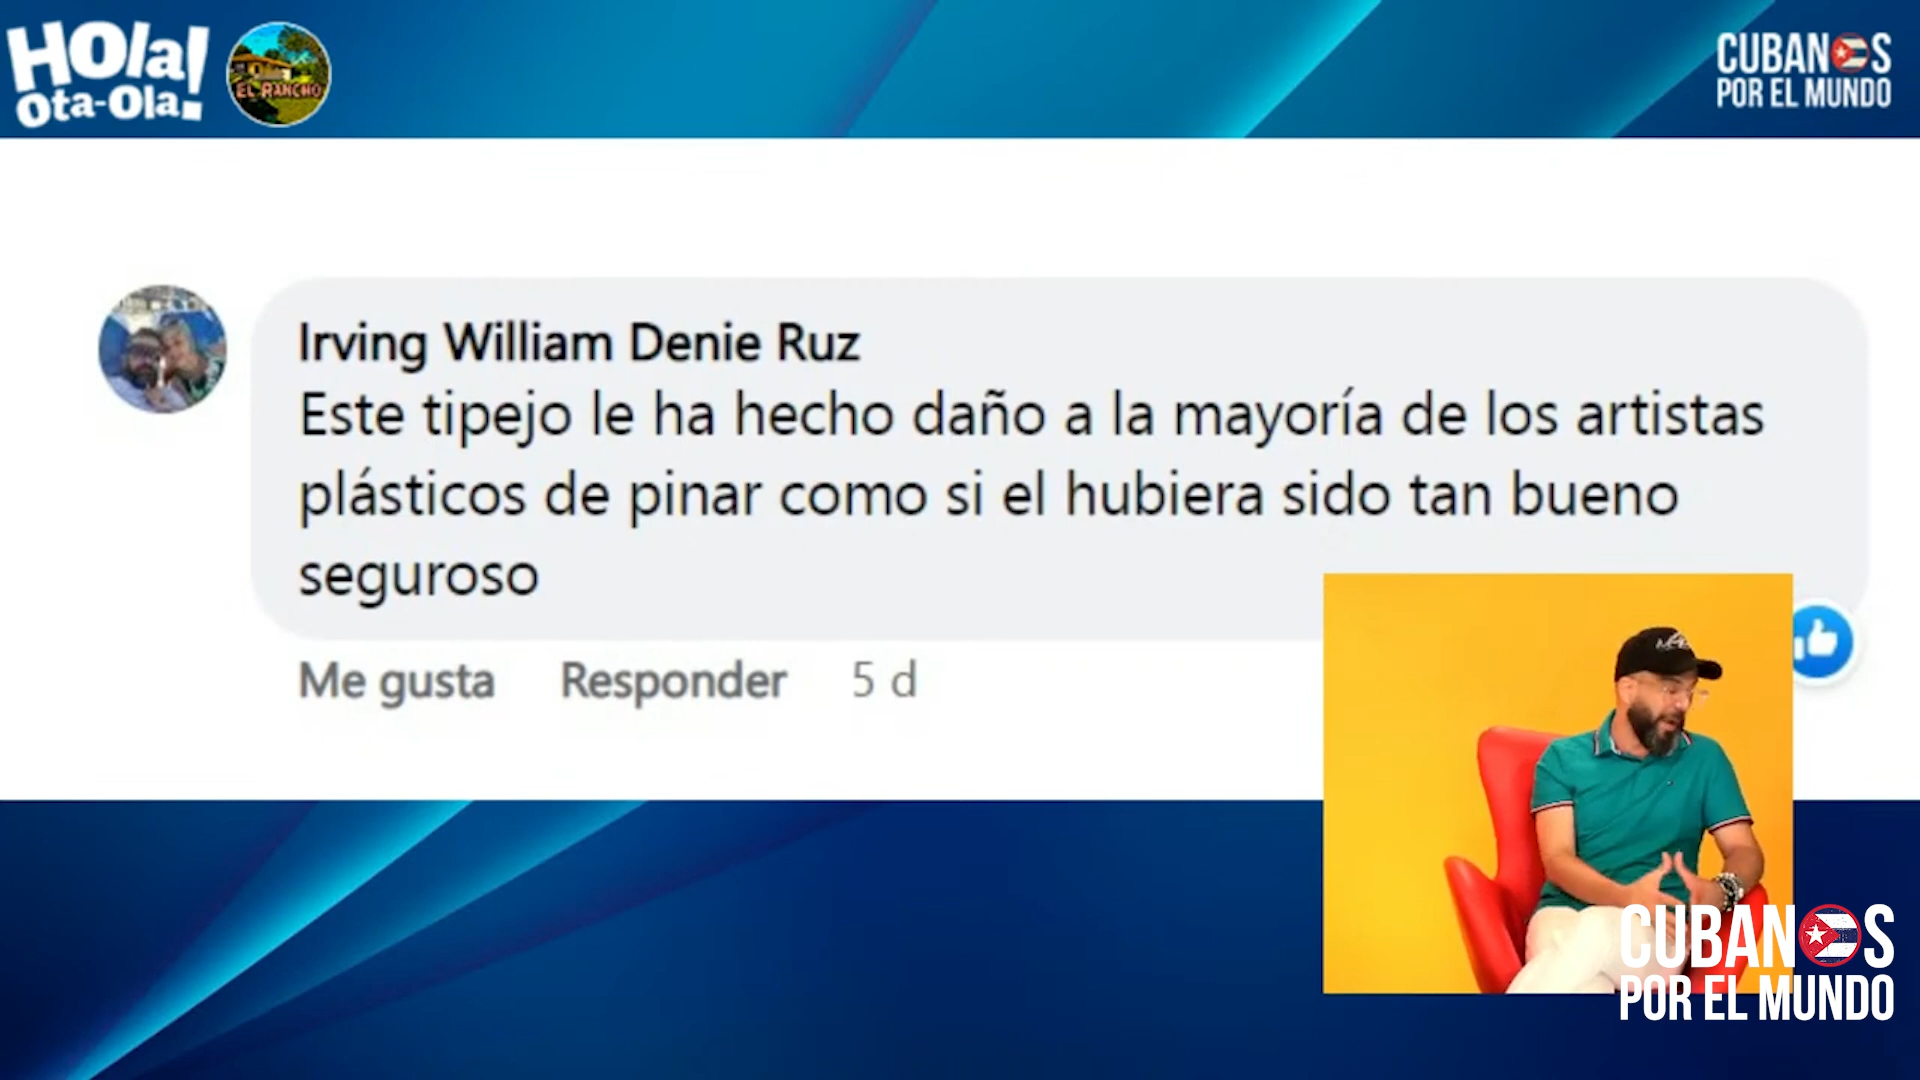 HOla!
Ota-Ola!
EL RANCHO
CUBANOS
POR EL MUNDO
Irving William Denie Ruz
Este tipejo le ha hecho daño a la mayoría de los artistas
plásticos de pinar como si el hubiera sido tan bueno
seguroso
Me gusta Responder 5 d
CUBANOS
POR EL MUNDO